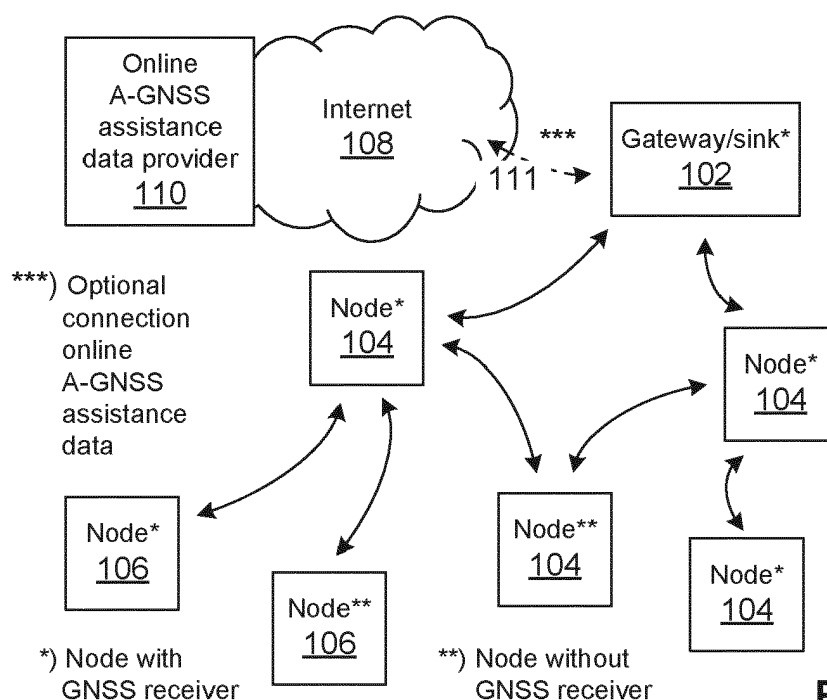 Online
A-GNSS
assistance
data provider
110
Internet
108
***
111
Gateway/sink*
102
***) Optional
connection
online
A-GNSS
assistance
data
Node*
104
Node*
104
Node*
106
Node**
106
Node**
104
Node*
104
*) Node with
GNSS receiver
**) Node without
GNSS receiver